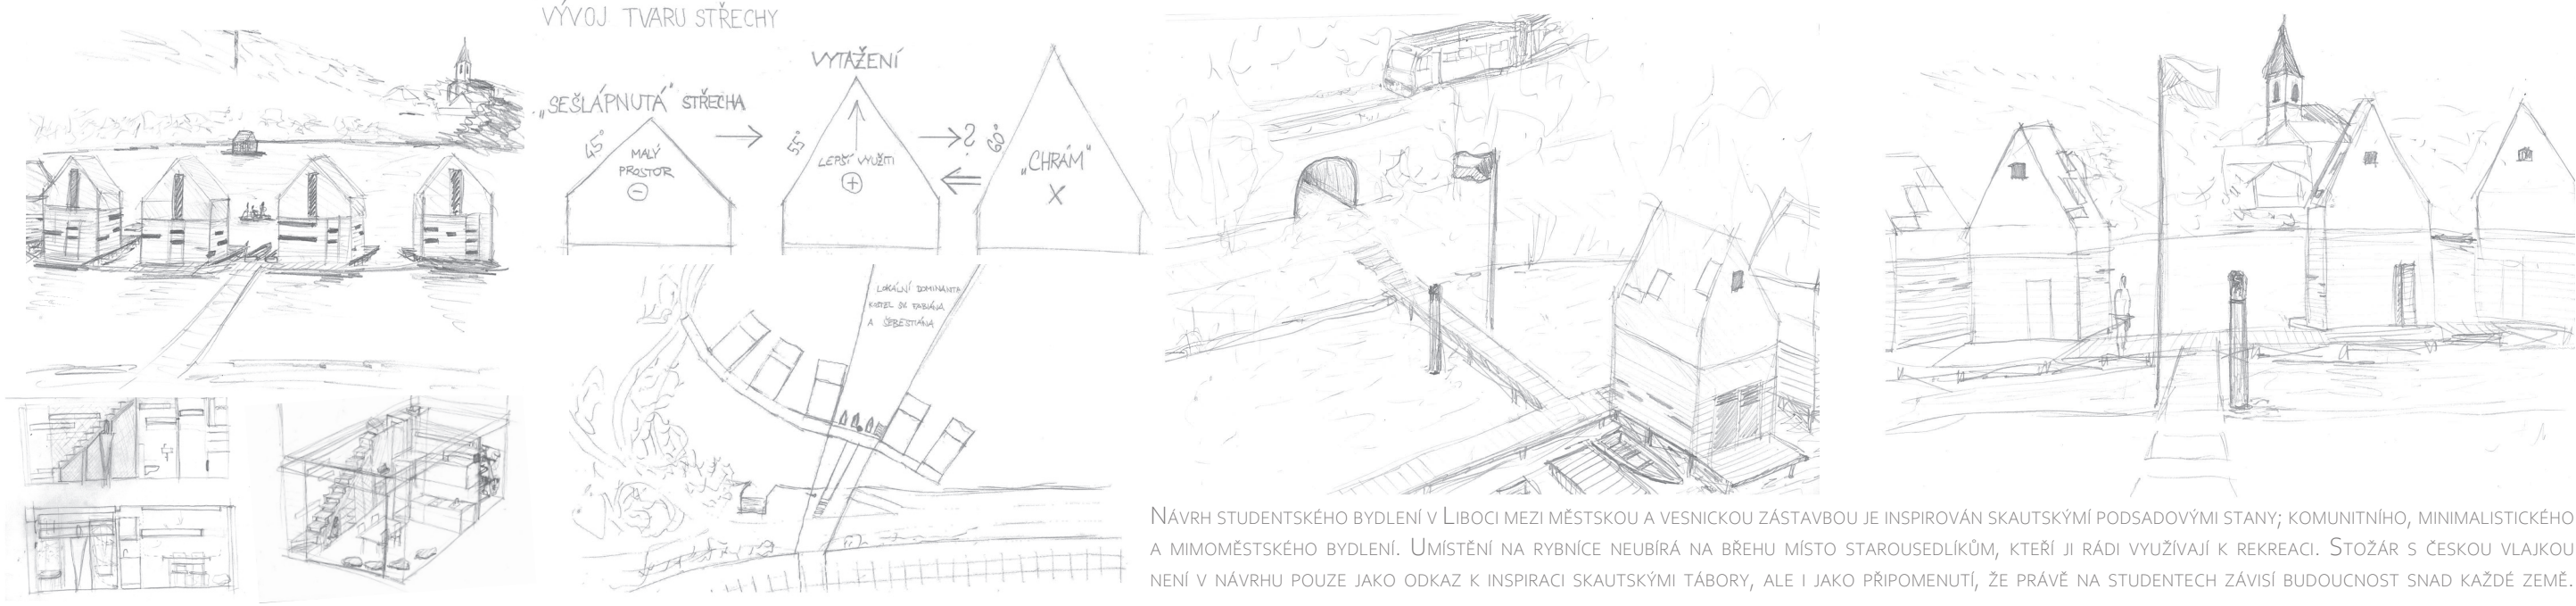 VÝVOJ TVARU STŘECHY
„SEŠLÁPNUTÁ" STŘECHA
45°
MALÝ
PROSTOR
−
VYTAŽENÍ
55°
LEPŠÍ VYUŽITI
+
?
60°
„CHRÁM"
X
LOKÁLNÍ DOMINANTA
KOSTEL SV. FABIÁNA
A ŠEBESTIÁNA
NÁVRH STUDENTSKÉHO BYDLENÍ V LIBOCI MEZI MĚSTSKOU A VESNICKOU ZÁSTAVBOU JE INSPIROVÁN SKAUTSKÝMÍ PODSADOVÝMI STANY; KOMUNITNÍHO, MINIMALISTICKÉHO
A MIMOMĚSTSKÉHO BYDLENÍ. UMÍSTĚNÍ NA RYBNÍCE NEUBÍRÁ NA BŘEHU MÍSTO STAROUSEDLÍKŮM, KTEŘÍ JI RÁDI VYUŽÍVAJÍ K REKREACI. STOŽÁR S ČESKOU VLAJKOU
NENÍ V NÁVRHU POUZE JAKO ODKAZ K INSPIRACI SKAUTSKÝMI TÁBORY, ALE I JAKO PŘIPOMENUTÍ, ŽE PRÁVĚ NA STUDENTECH ZÁVISÍ BUDOUCNOST SNAD KAŽDÉ ZEMĚ.